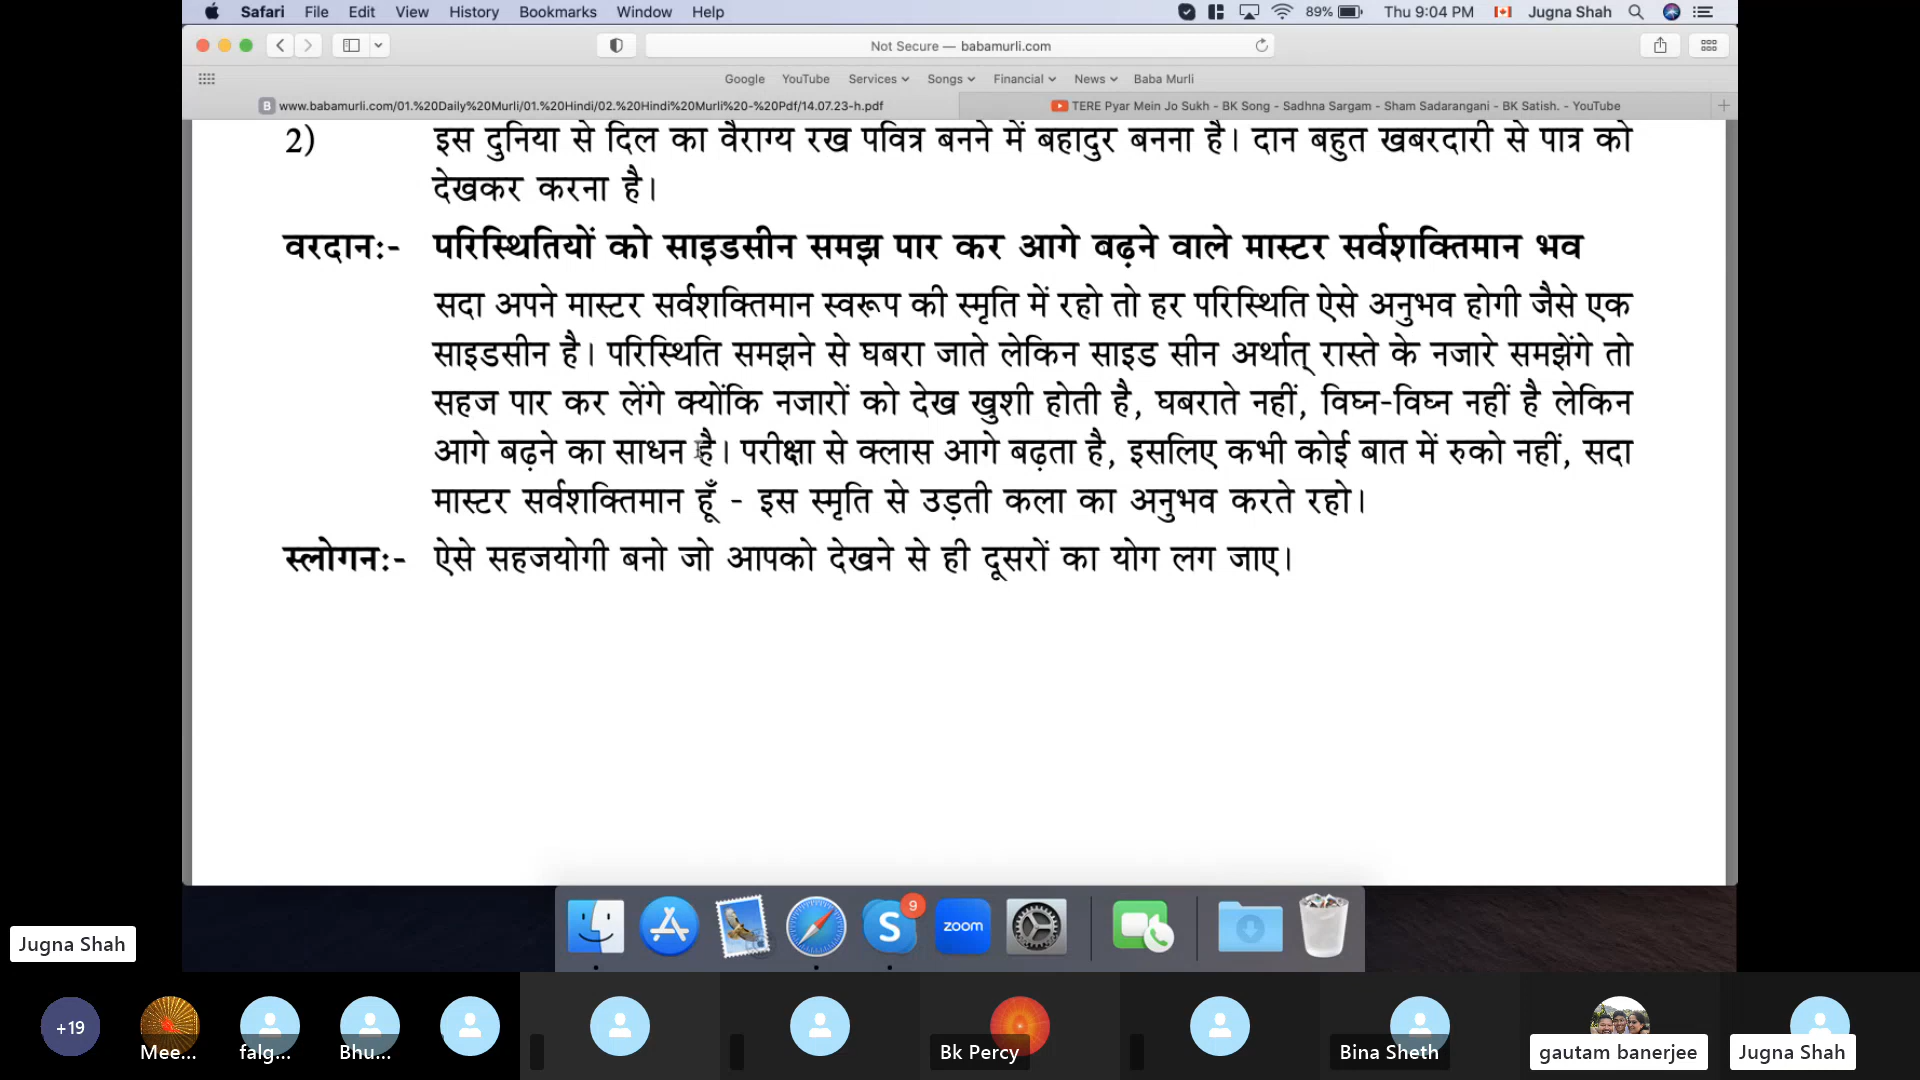 Safari File Edit View History Bookmarks Window Help 89% Thu 9:04 PM Jugna Shah
Not Secure — babamurli.com
Google YouTube Services Songs Financial News Baba Murli
B www.babamurli.com/01.%20Daily%20Murli/01.%20Hindi/02.%20Hindi%20Murli%20-%20Pdf/14.07.23-h.pdf TERE Pyar Mein Jo Sukh - BK Song - Sadhna Sargam - Sham Sadarangani - BK Satish. - YouTube
2) इस दुनिया से दिल का वैराग्य रख पवित्र बनने में बहादुर बनना है। दान बहुत खबरदारी से पात्र को
देखकर करना है।
वरदान:- परिस्थितियों को साइडसीन समझ पार कर आगे बढ़ने वाले मास्टर सर्वशक्तिमान भव
सदा अपने मास्टर सर्वशक्तिमान स्वरूप की स्मृति में रहो तो हर परिस्थिति ऐसे अनुभव होगी जैसे एक
साइडसीन है। परिस्थिति समझने से घबरा जाते लेकिन साइड सीन अर्थात् रास्ते के नजारे समझेंगे तो
सहज पार कर लेंगे क्योंकि नजारों को देख खुशी होती है, घबराते नहीं, विघ्न-विघ्न नहीं है लेकिन
आगे बढ़ने का साधन है। परीक्षा से क्लास आगे बढ़ता है, इसलिए कभी कोई बात में रुको नहीं, सदा
मास्टर सर्वशक्तिमान हूँ - इस स्मृति से उड़ती कला का अनुभव करते रहो।
स्लोगन:- ऐसे सहजयोगी बनो जो आपको देखने से ही दूसरों का योग लग जाए।
9
S zoom
Jugna Shah
+19 Mee... falg... Bhu... Bk Percy Bina Sheth gautam banerjee Jugna Shah